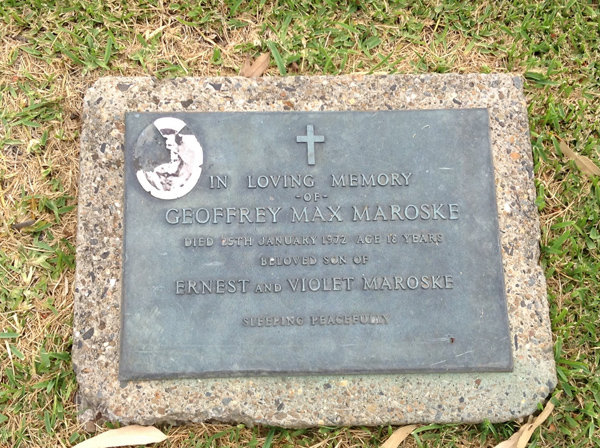 IN LOVING MEMORY
-OF-
GEOFFREY MAX MAROSKE
DIED 25TH JANUARY 1972 AGE 18 YEARS
BELOVED SON OF
ERNEST AND VIOLET MAROSKE
SLEEPING PEACEFULLY